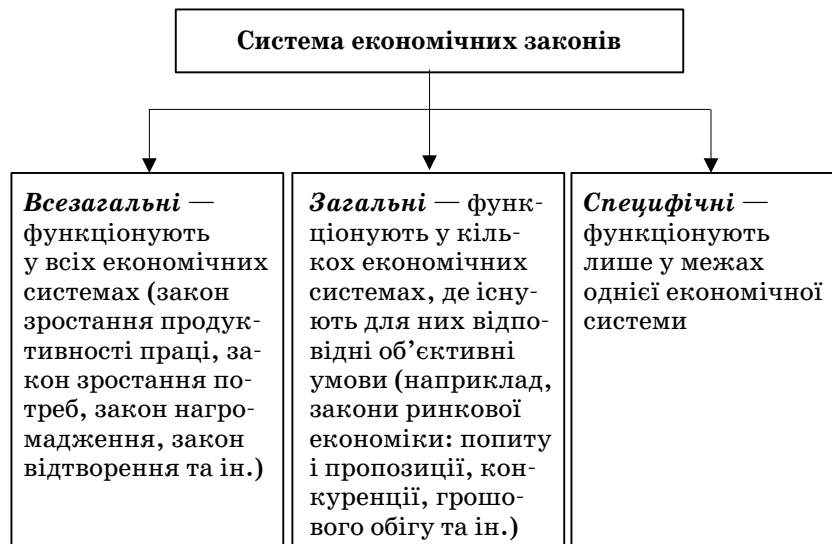 Система економічних законів
Всезагальні —
функціонують
у всіх економічних
системах (закон
зростання продук-
тивності праці, за-
кон зростання по-
треб, закон нагро-
мадження, закон
відтворення та ін.)
Загальні — функ-
ціонують у кіль-
кох економічних
системах, де існу-
ють для них відпо-
відні об’єктивні
умови (наприклад,
закони ринкової
економіки: попиту
і пропозиції, кон-
куренції, грошо-
вого обігу та ін.)
Специфічні —
функціонують
лише у межах
однієї економічної
системи